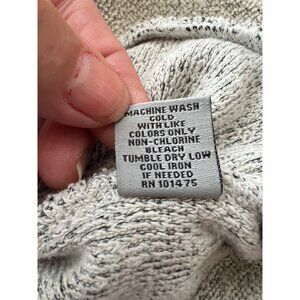 MACHINE WASH
COLD
WITH LIKE
COLORS ONLY
NON-CHLORINE
BLEACH
TUMBLE DRY LOW
COOL IRON
IF NEEDED
RN 101475